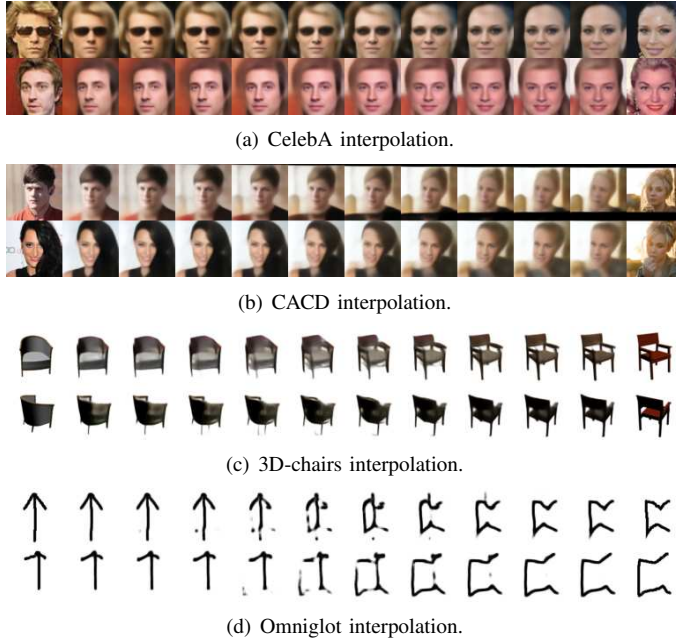 (a) CelebA interpolation.
(b) CACD interpolation.
(c) 3D-chairs interpolation.
(d) Omniglot interpolation.